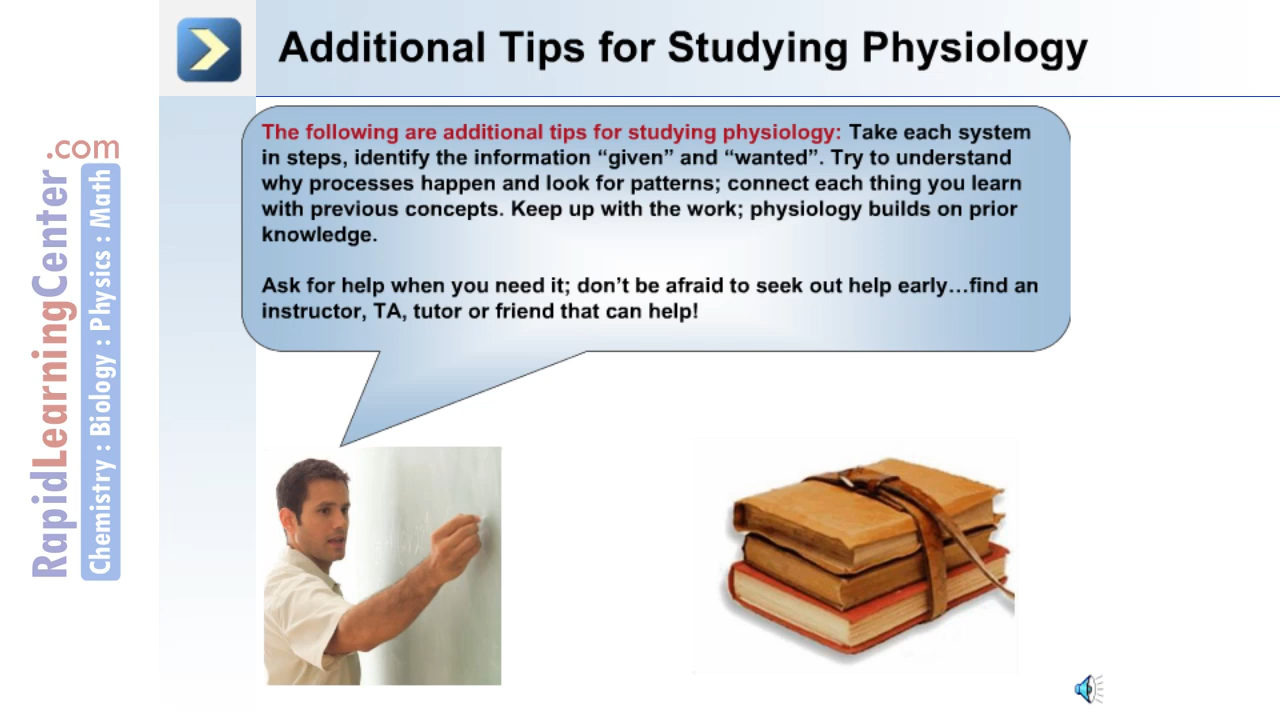 Additional Tips for Studying Physiology
The following are additional tips for studying physiology: Take each system
in steps, identify the information “given” and “wanted”. Try to understand
why processes happen and look for patterns; connect each thing you learn
with previous concepts. Keep up with the work; physiology builds on prior
knowledge.
Ask for help when you need it; don’t be afraid to seek out help early…find an
instructor, TA, tutor or friend that can help!
RapidLearningCenter.com
Chemistry : Biology : Physics : Math